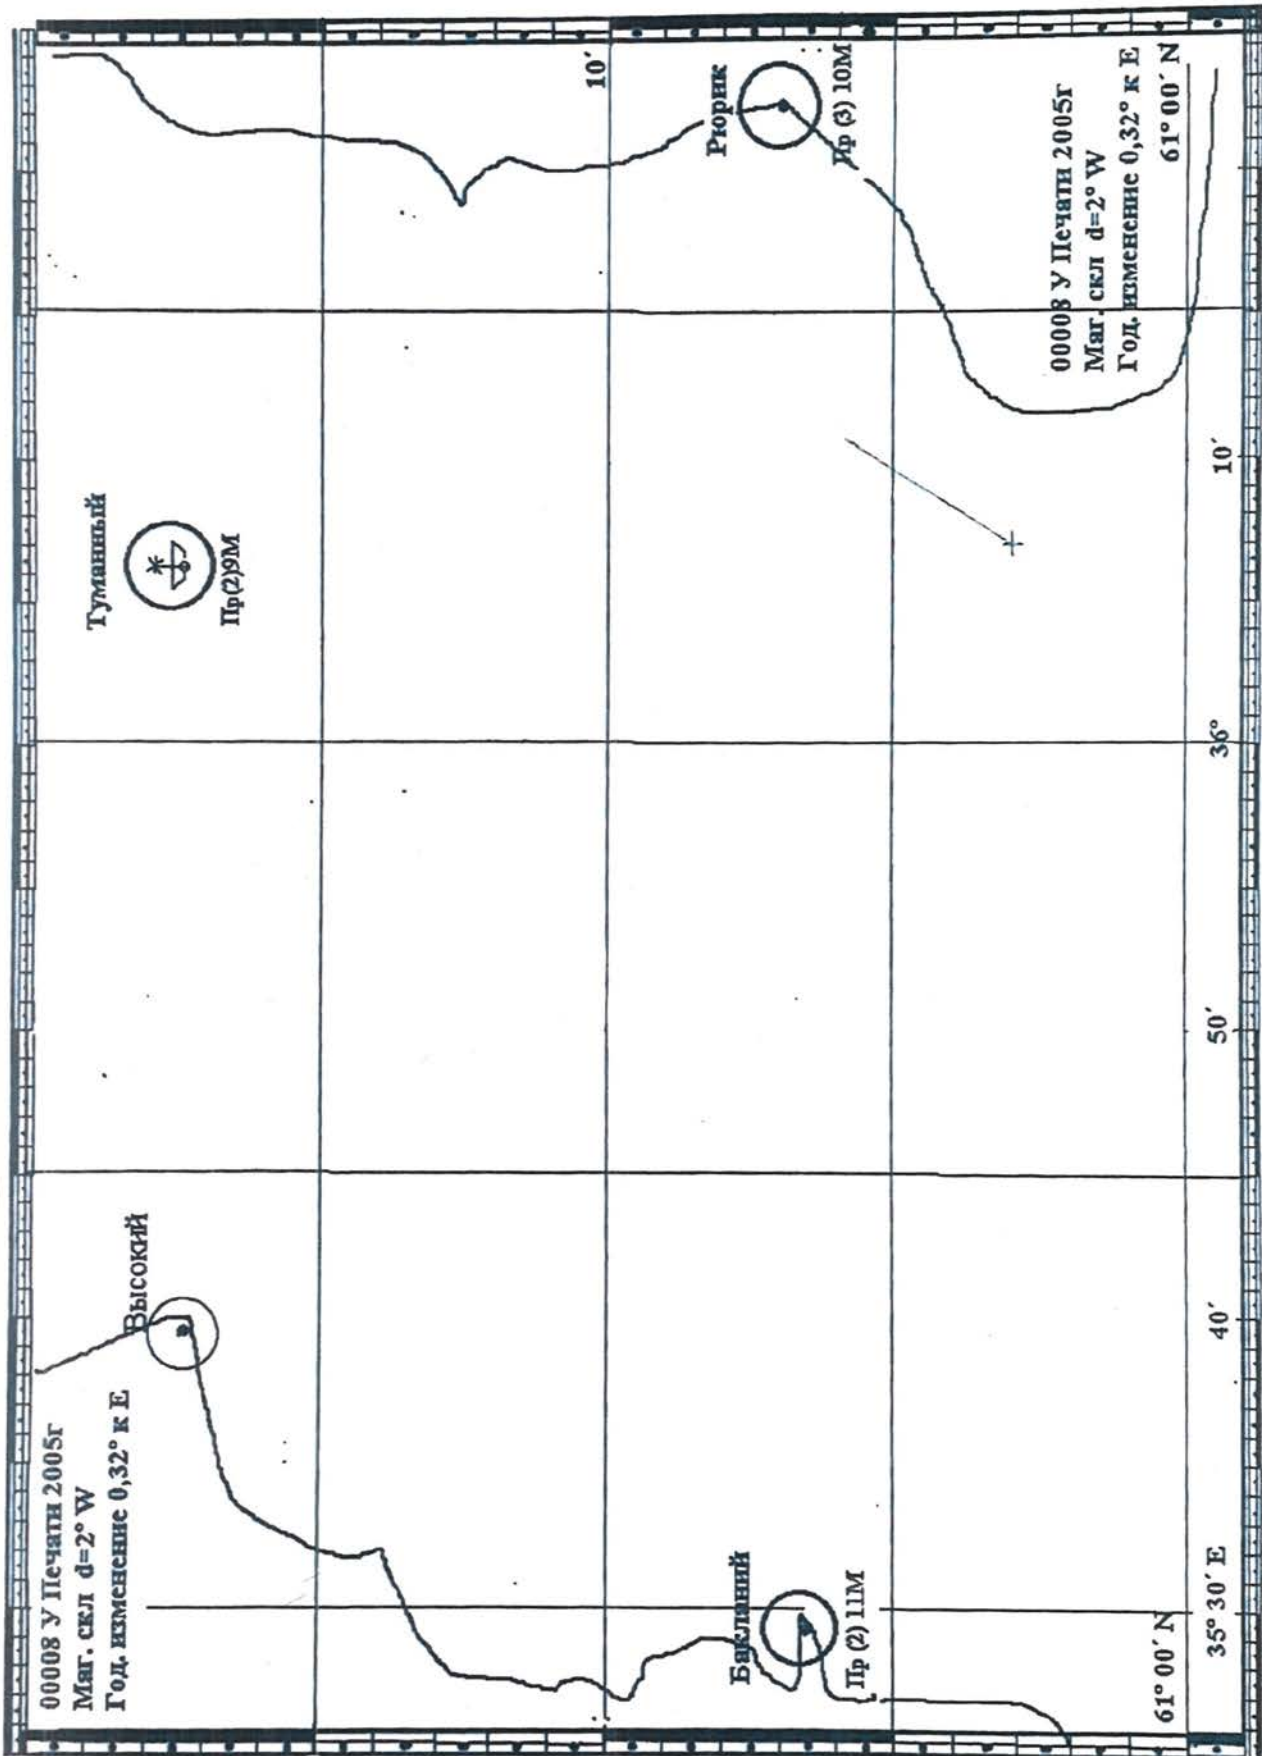 00008 У Печати 2005г
Маг. скл d=2° W
Год. изменение 0,32° к E
Высокий
Туманный
Пр(2)9М
10′
Рюрик
Ир (3) 10М
Бакланий
Пр (2) 11М
00008 У Печати 2005г
Маг. скл d=2° W
Год. изменение 0,32° к E
61° 00′ N
61° 00′ N
35° 30′ E
40′
50′
36°
10′